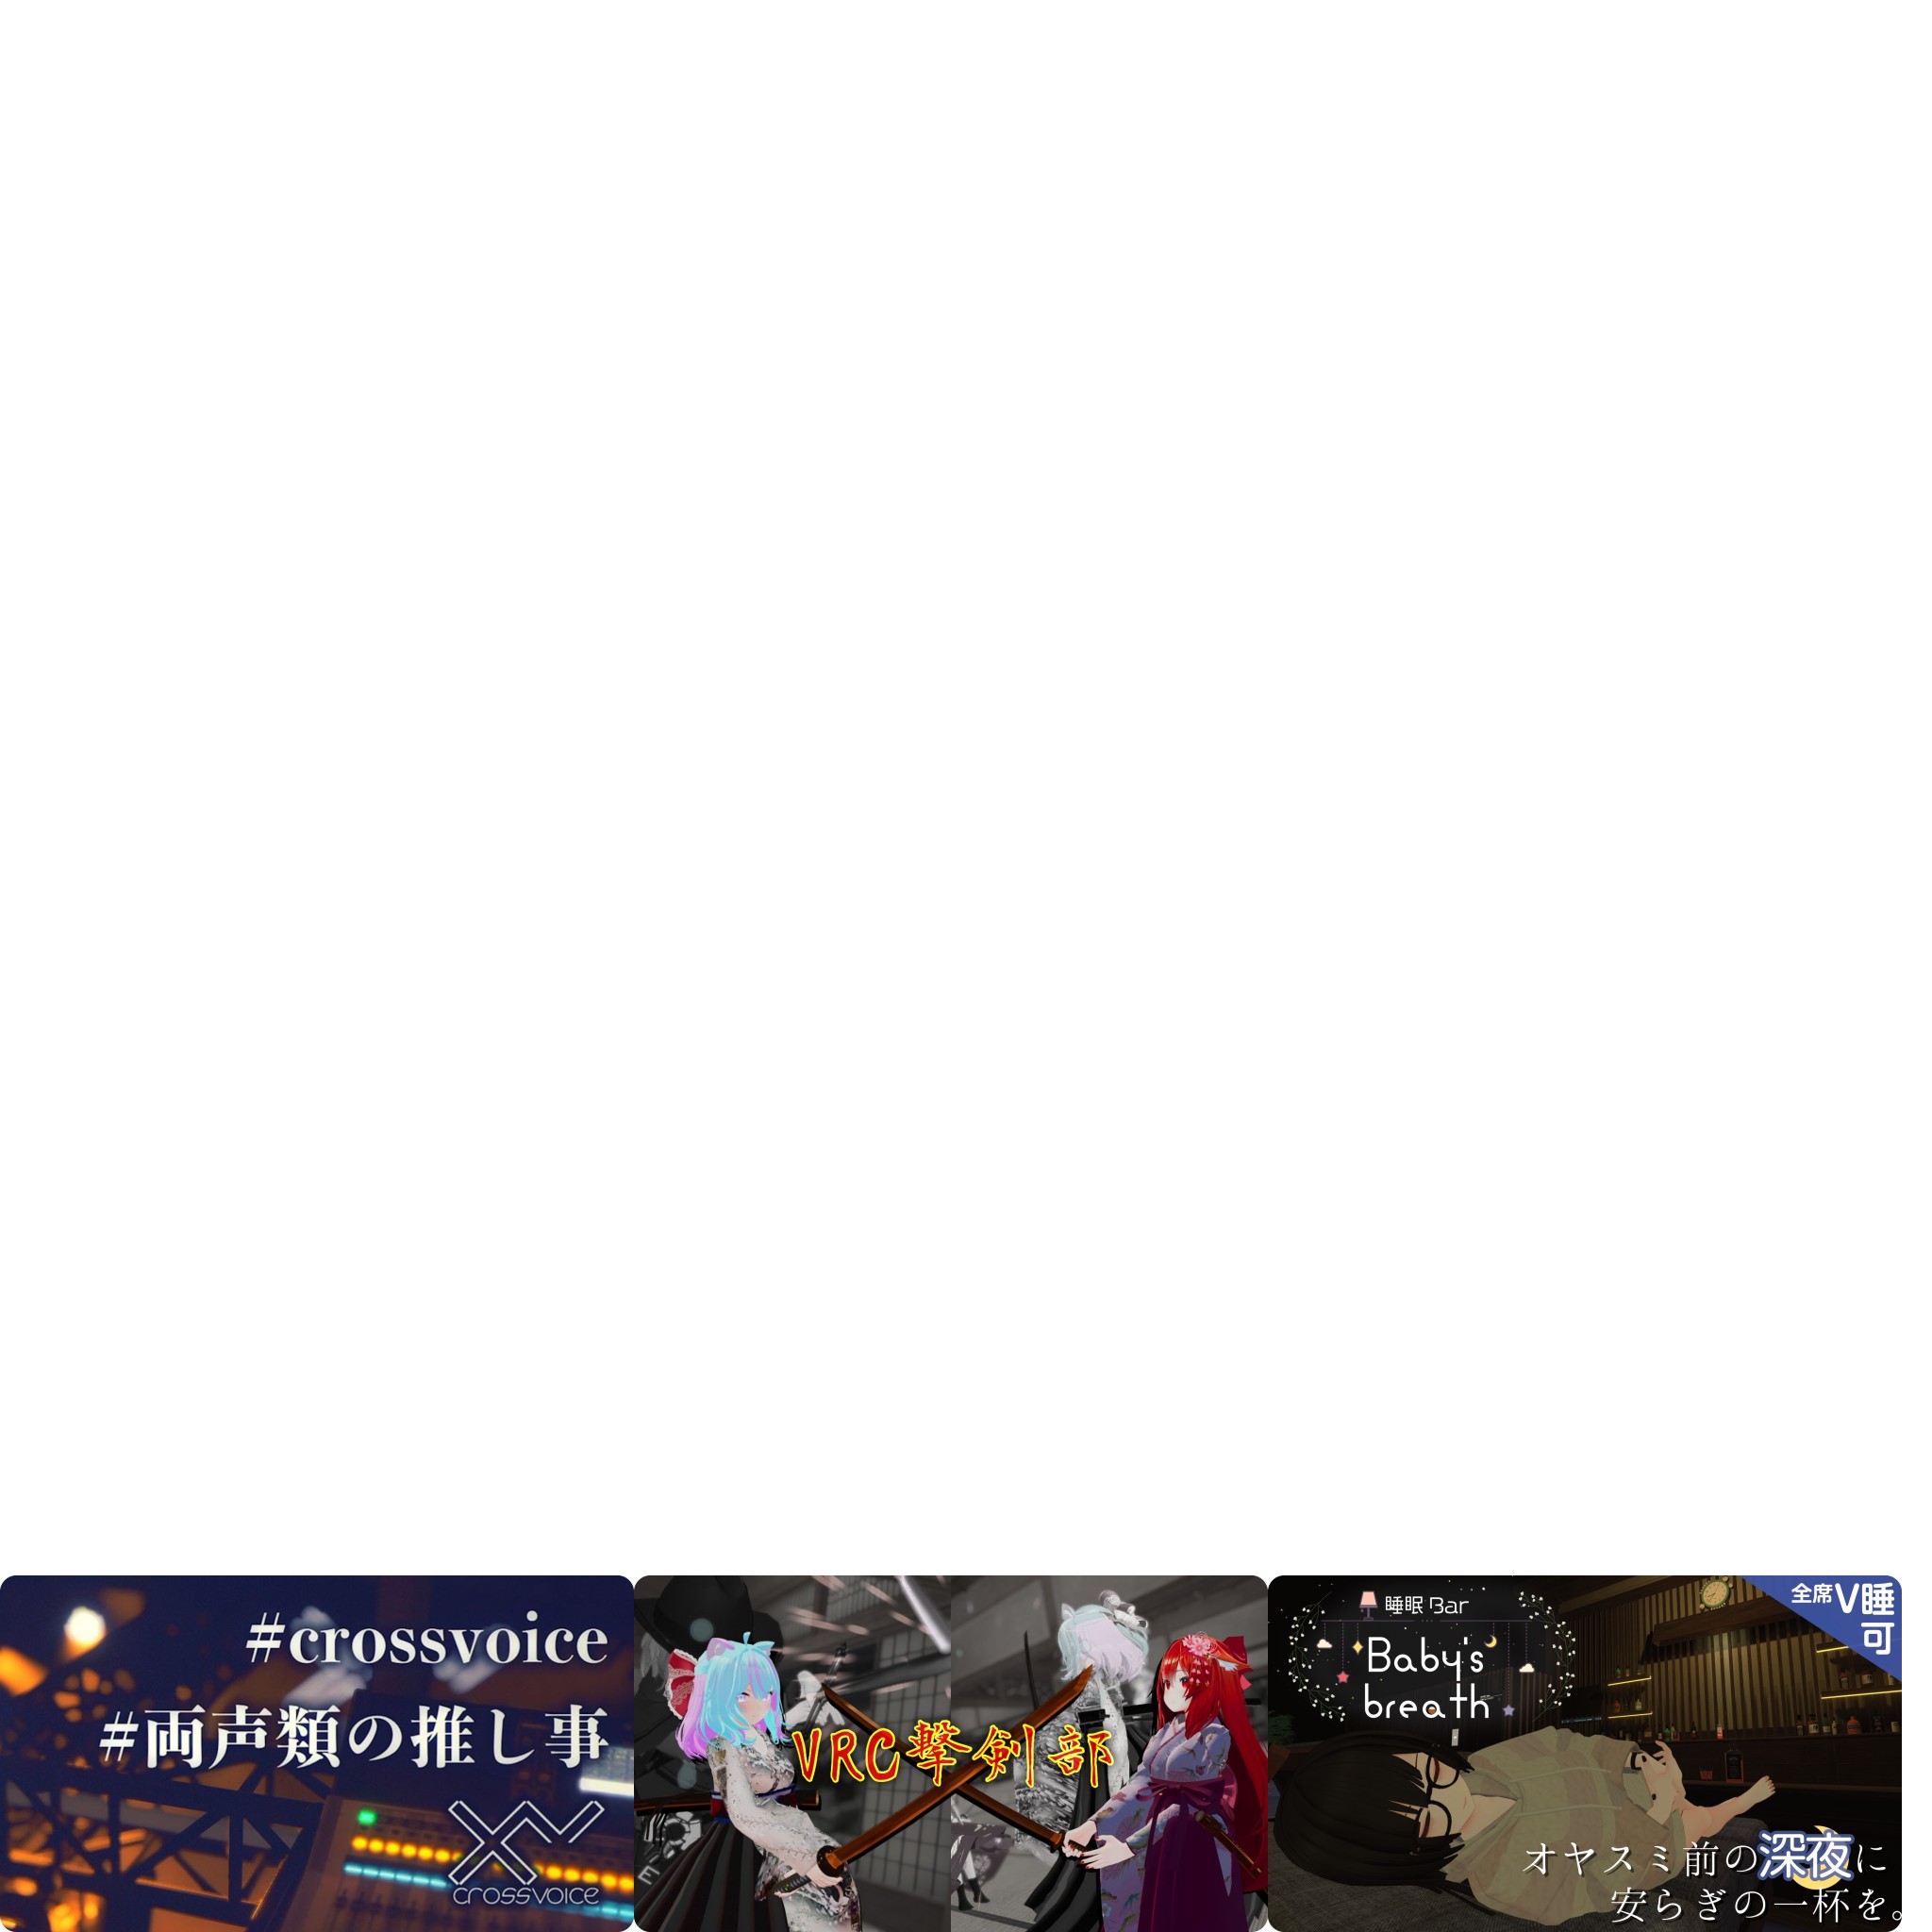 #crossvoice
#両声類の推し事
crossvoice
VRC撃剣部
睡眠 Bar
Baby's
breath
全席V睡
可
オヤスミ前の深夜に
安らぎの一杯を。